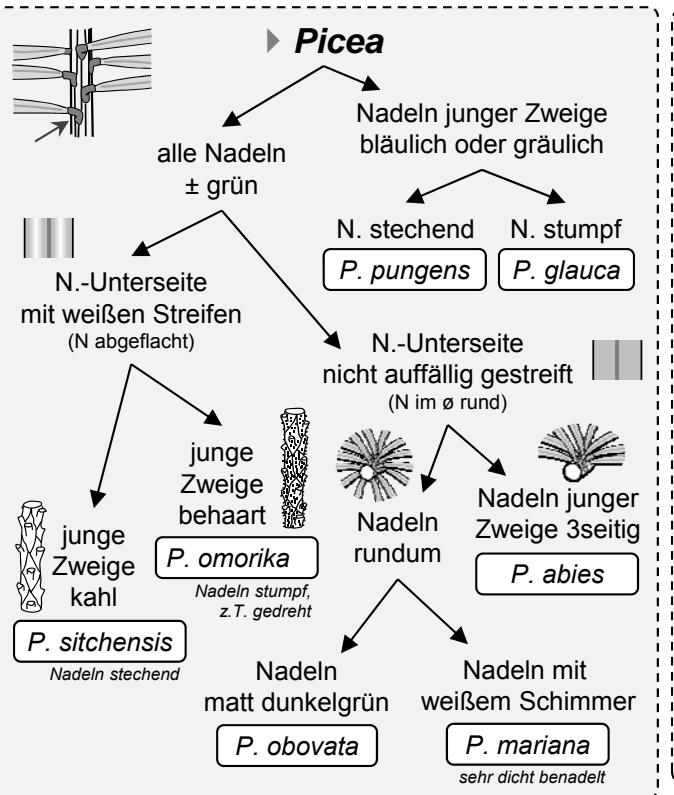 Picea
Nadeln junger Zweige
bläulich oder gräulich
alle Nadeln
± grün
N. stechend
P. pungens
N. stumpf
P. glauca
N.-Unterseite
mit weißen Streifen
(N abgeflacht)
N.-Unterseite
nicht auffällig gestreift
(N im ø rund)
junge
Zweige
behaart
P. omorika
Nadeln stumpf,
z.T. gedreht
junge
Zweige
kahl
P. sitchensis
Nadeln stechend
Nadeln
rundum
Nadeln junger
Zweige 3seitig
P. abies
Nadeln
matt dunkelgrün
P. obovata
Nadeln mit
weißem Schimmer
P. mariana
sehr dicht benadelt